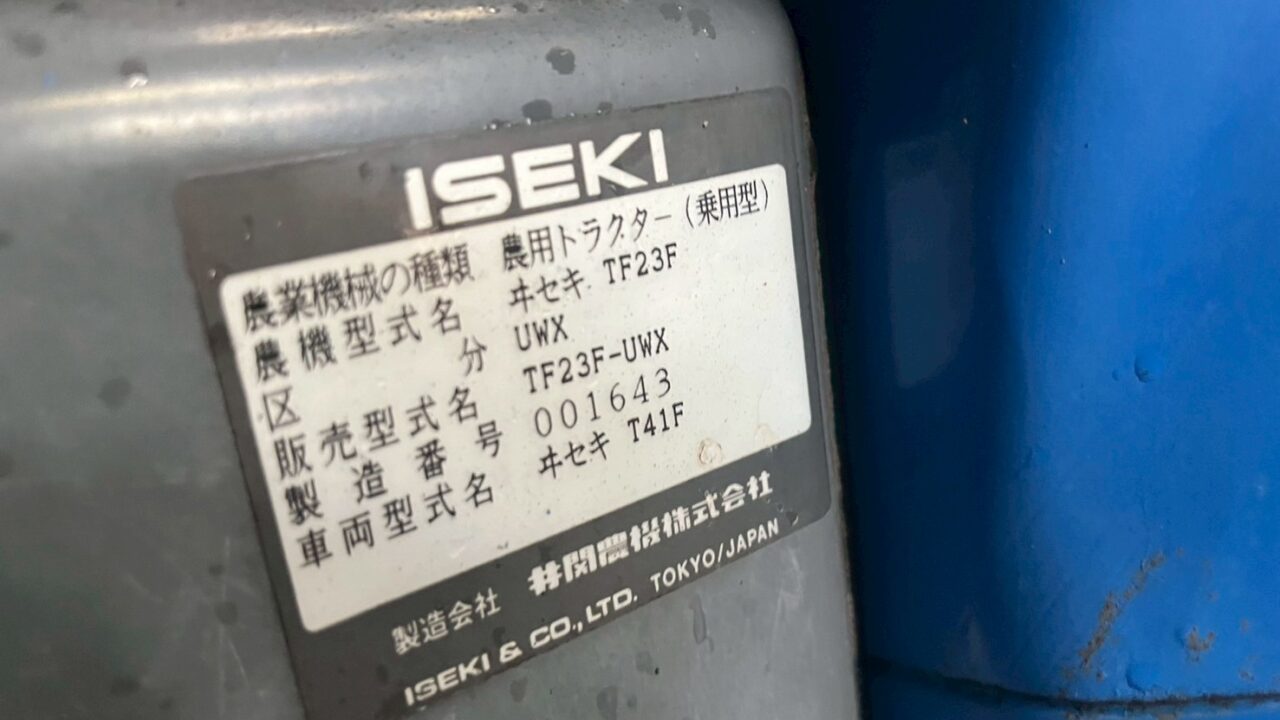 ISEKI
農業機械の種類 農用トラクター(乗用型)
農機型式名 ヰセキ TF23F
区分 UWX
販売型式名 TF23F-UWX
製造番号 001643
車両型式名 ヰセキ T41F
製造会社 井関農機株式会社
ISEKI & CO.,LTD. TOKYO/JAPAN